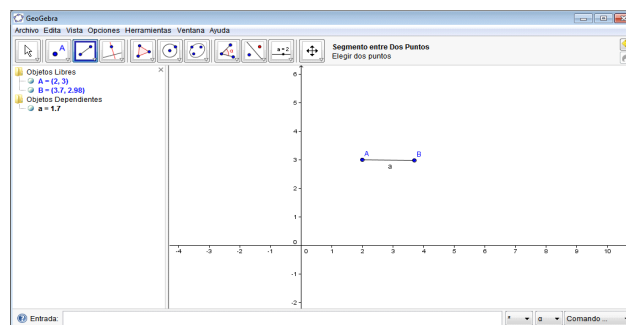 GeoGebra
Archivo Edita Vista Opciones Herramientas Ventana Ayuda
A
a=2
Segmento entre Dos Puntos
Elegir dos puntos
Objetos Libres
A = (2, 3)
B = (3.7, 2.98)
Objetos Dependientes
a = 1.7
6
5
4
3
2
1
0
-1
-2
-4 -3 -2 -1 0 1 2 3 4 5 6 7 8 9 10
A B
a
Entrada:
* α Comando ...